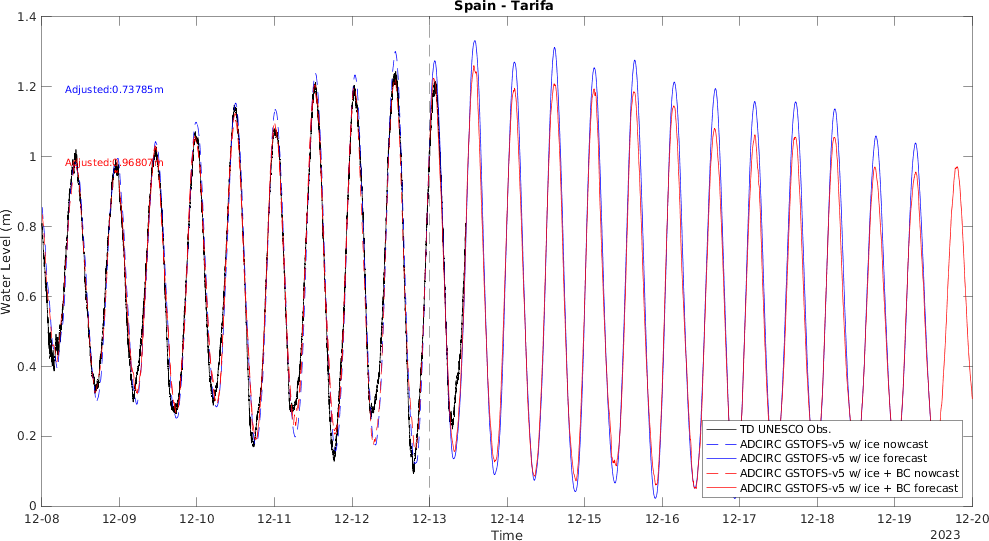 Spain - Tarifa
1.4
1.2
1
0.8
0.6
0.4
0.2
0
Water Level (m)
Adjusted:0.73785m
Adjusted:0.96807m
TD UNESCO Obs.
ADCIRC GSTOFS-v5 w/ ice nowcast
ADCIRC GSTOFS-v5 w/ ice forecast
ADCIRC GSTOFS-v5 w/ ice + BC nowcast
ADCIRC GSTOFS-v5 w/ ice + BC forecast
12-08 12-09 12-10 12-11 12-12 12-13 12-14 12-15 12-16 12-17 12-18 12-19 12-20
Time
2023